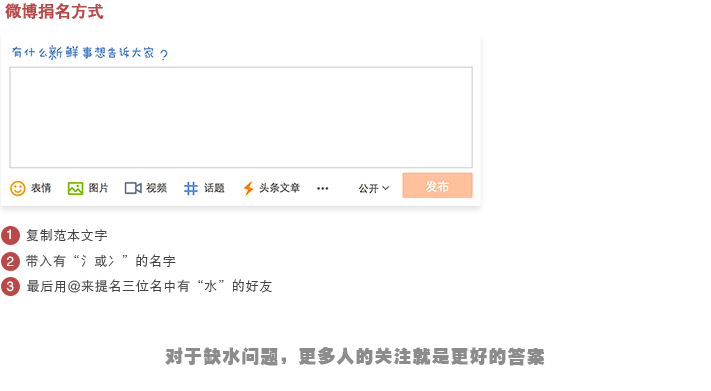 微博捐名方式
有什么新鲜事想告诉大家?
表情 图片 视频 话题 头条文章 ••• 公开 发布
1 复制范本文字
2 带入有“氵或冫”的名字
3 最后用@来提名三位名中有“水”的好友
对于缺水问题，更多人的关注就是更好的答案